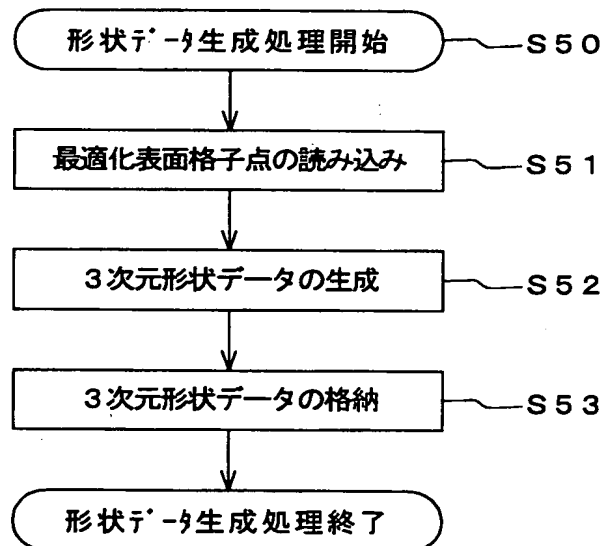 形状ﾃﾞｰﾀ生成処理開始 S50
最適化表面格子点の読み込み S51
3次元形状データの生成 S52
3次元形状データの格納 S53
形状ﾃﾞｰﾀ生成処理終了